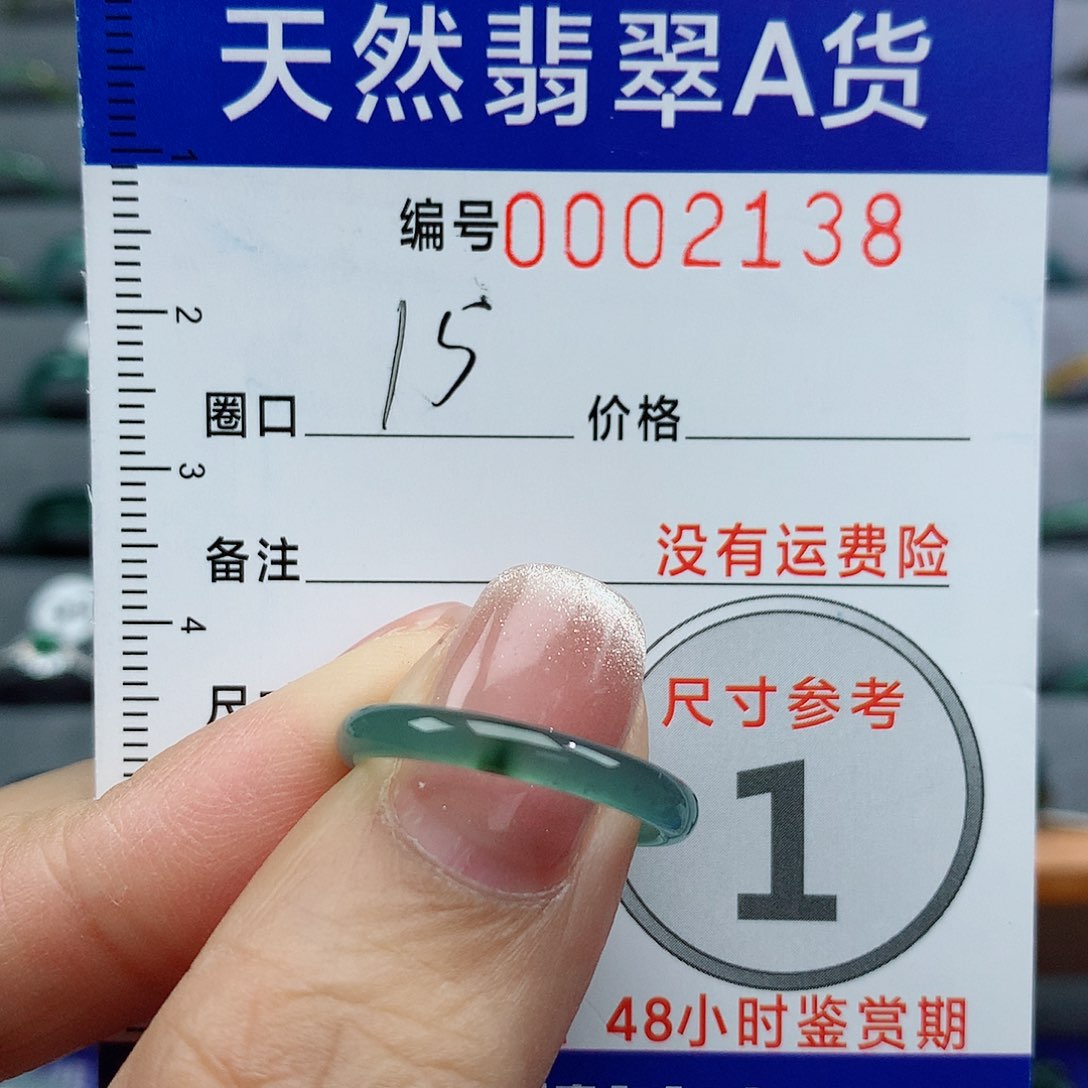 天然翡翠A货
1
编号0002138
2
圈口 15 价格
3
备注 没有运费险
4
尺寸参考
1
48小时鉴赏期